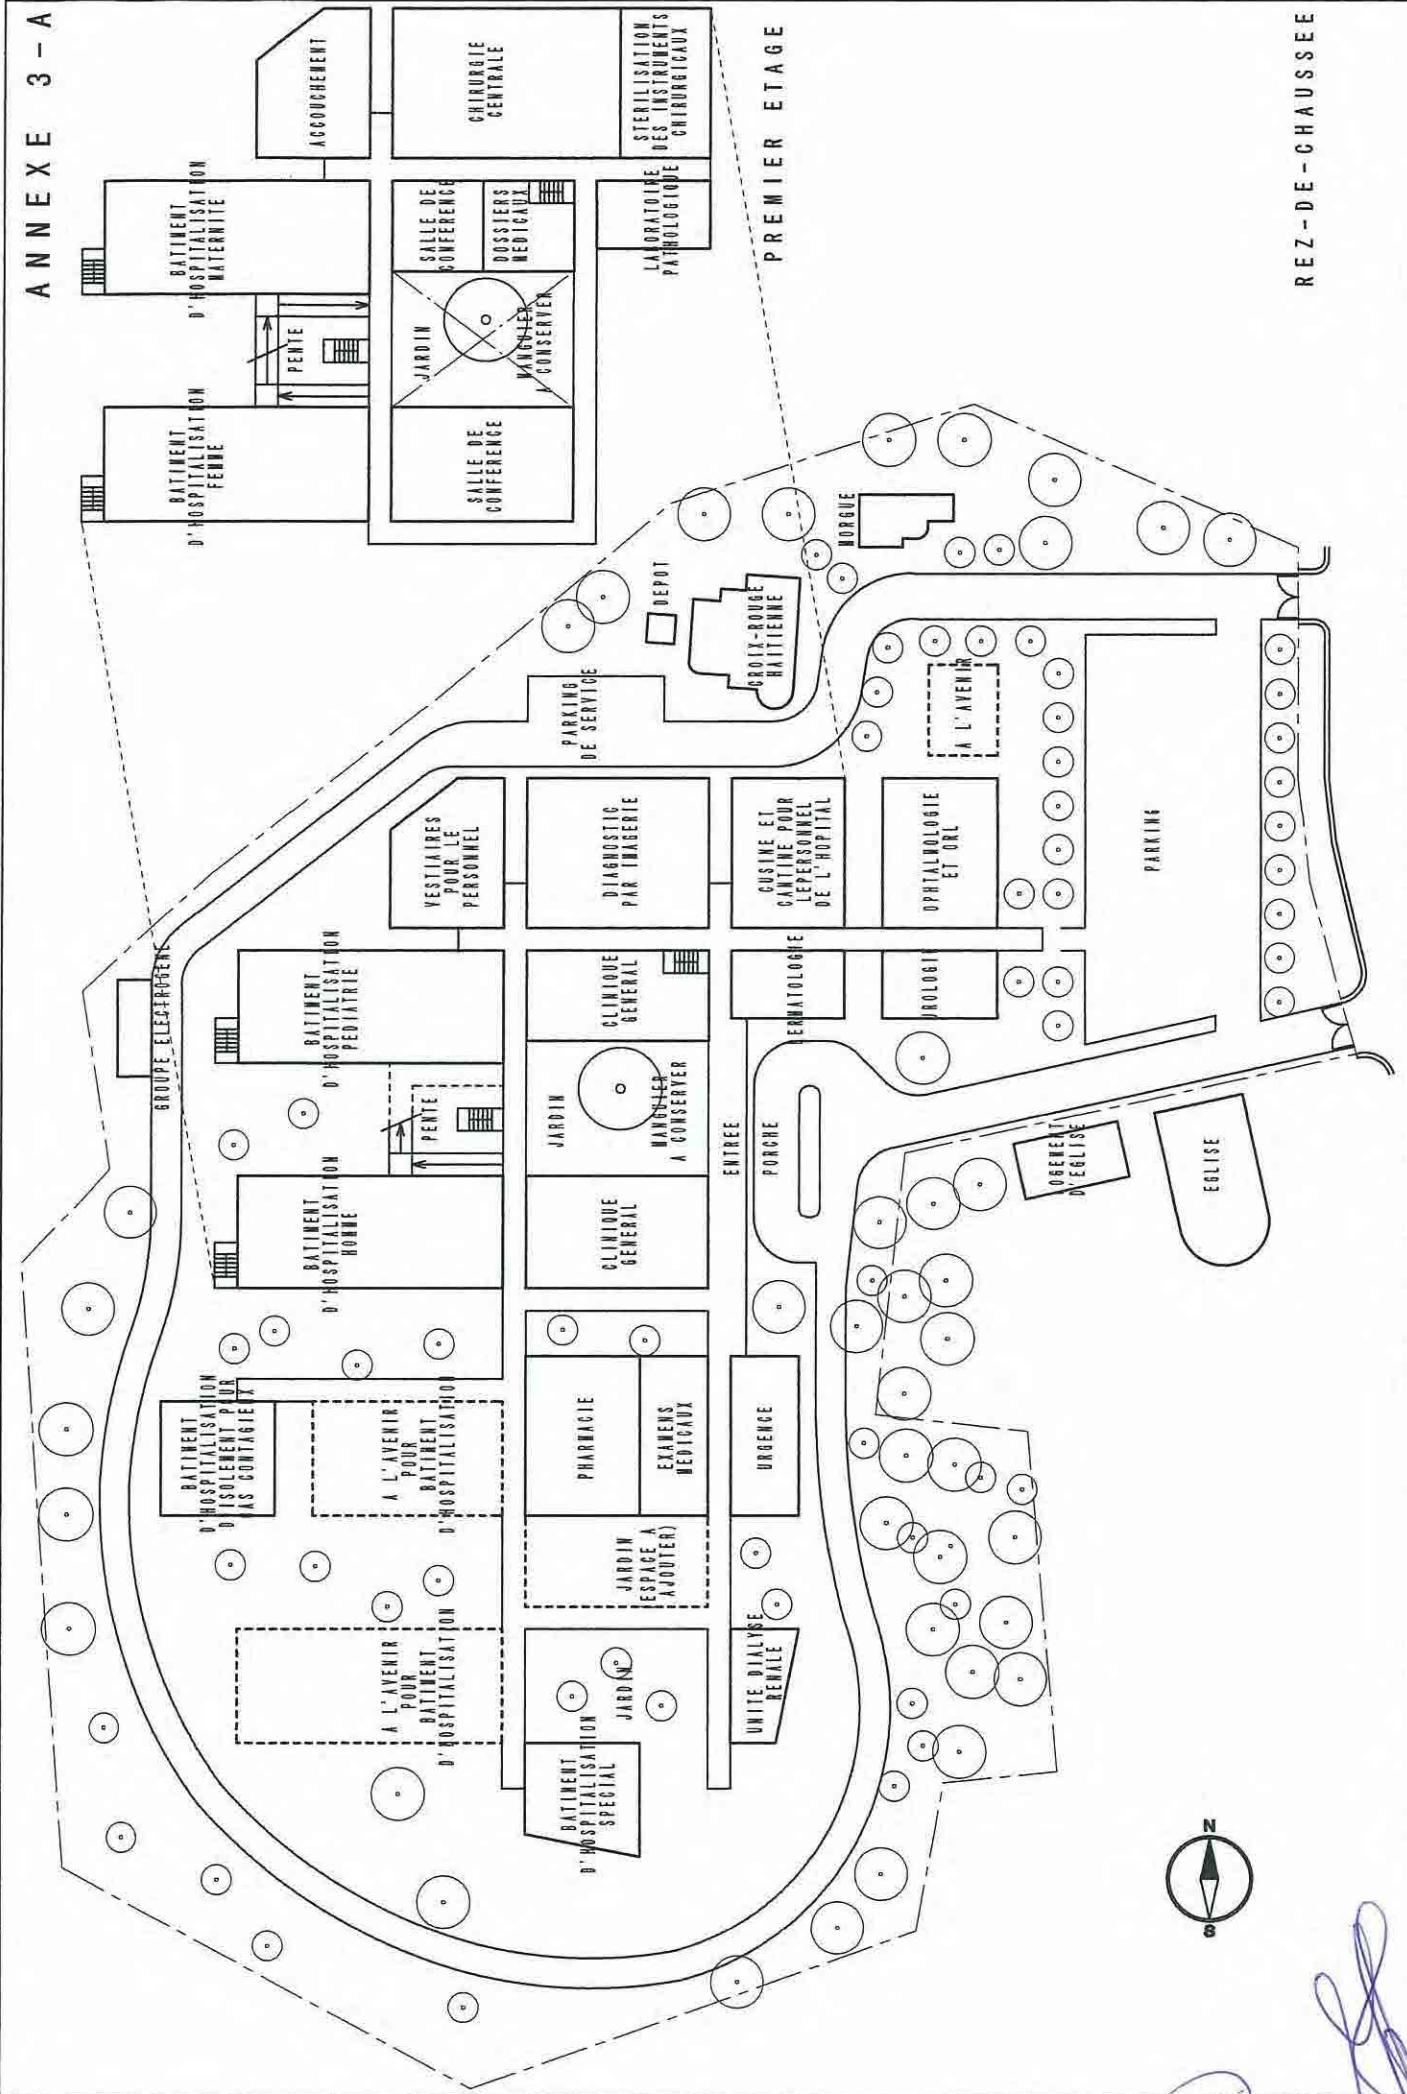 ANNEXE 3-A
ACCOUCHEMENT
CHIRURGIE
CENTRALE
STERILISATION
DES INSTRUMENTS
CHIRURGICAUX
BATIMENT
D'HOSPITALISATION
MATERNITE
SALLE DE
CONFERENCE
DOSSIERS
MEDICAUX
LABORATOIRE
PATHOLOGIQUE
PENTE
JARDIN
MANGUIER
A CONSERVER
BATIMENT
D'HOSPITALISATION
FEMME
SALLE DE
CONFERENCE
PREMIER ETAGE
REZ-DE-CHAUSSEE
MORGUE
DEPOT
CROIX-ROUGE
HAITIENNE
PARKING
DE SERVICE
A L'AVENIR
VESTIAIRES
POUR LE
PERSONNEL
DIAGNOSTIC
PAR IMAGERIE
CUSINE ET
CANTINE POUR
LEPERSONNEL
DE L'HOPITAL
OPHTALMOLOGIE
ET ORL
PARKING
GROUPE ELECTROGENE
BATIMENT
D'HOSPITALISATION
PEDIATRIE
CLINIQUE
GENERAL
DERMATOLOGIE
UROLOGIE
PENTE
JARDIN
MANGUIER
A CONSERVER
ENTREE
PORCHE
LOGEMENT
D'EGLISE
EGLISE
BATIMENT
D'HOSPITALISATION
HOMME
CLINIQUE
GENERAL
BATIMENT
D'HOSPITALISATION
D'ISOLEMENT POUR
CAS CONTAGIEUX
A L'AVENIR
POUR
BATIMENT
D'HOSPITALISATION
PHARMACIE
EXAMENS
MEDICAUX
URGENCE
JARDIN
(ESPACE A
AJOUTER)
A L'AVENIR
POUR
BATIMENT
D'HOSPITALISATION
JARDIN
UNITE DIALYSE
RENALE
BATIMENT
D'HOSPITALISATION
SPECIAL
N
S